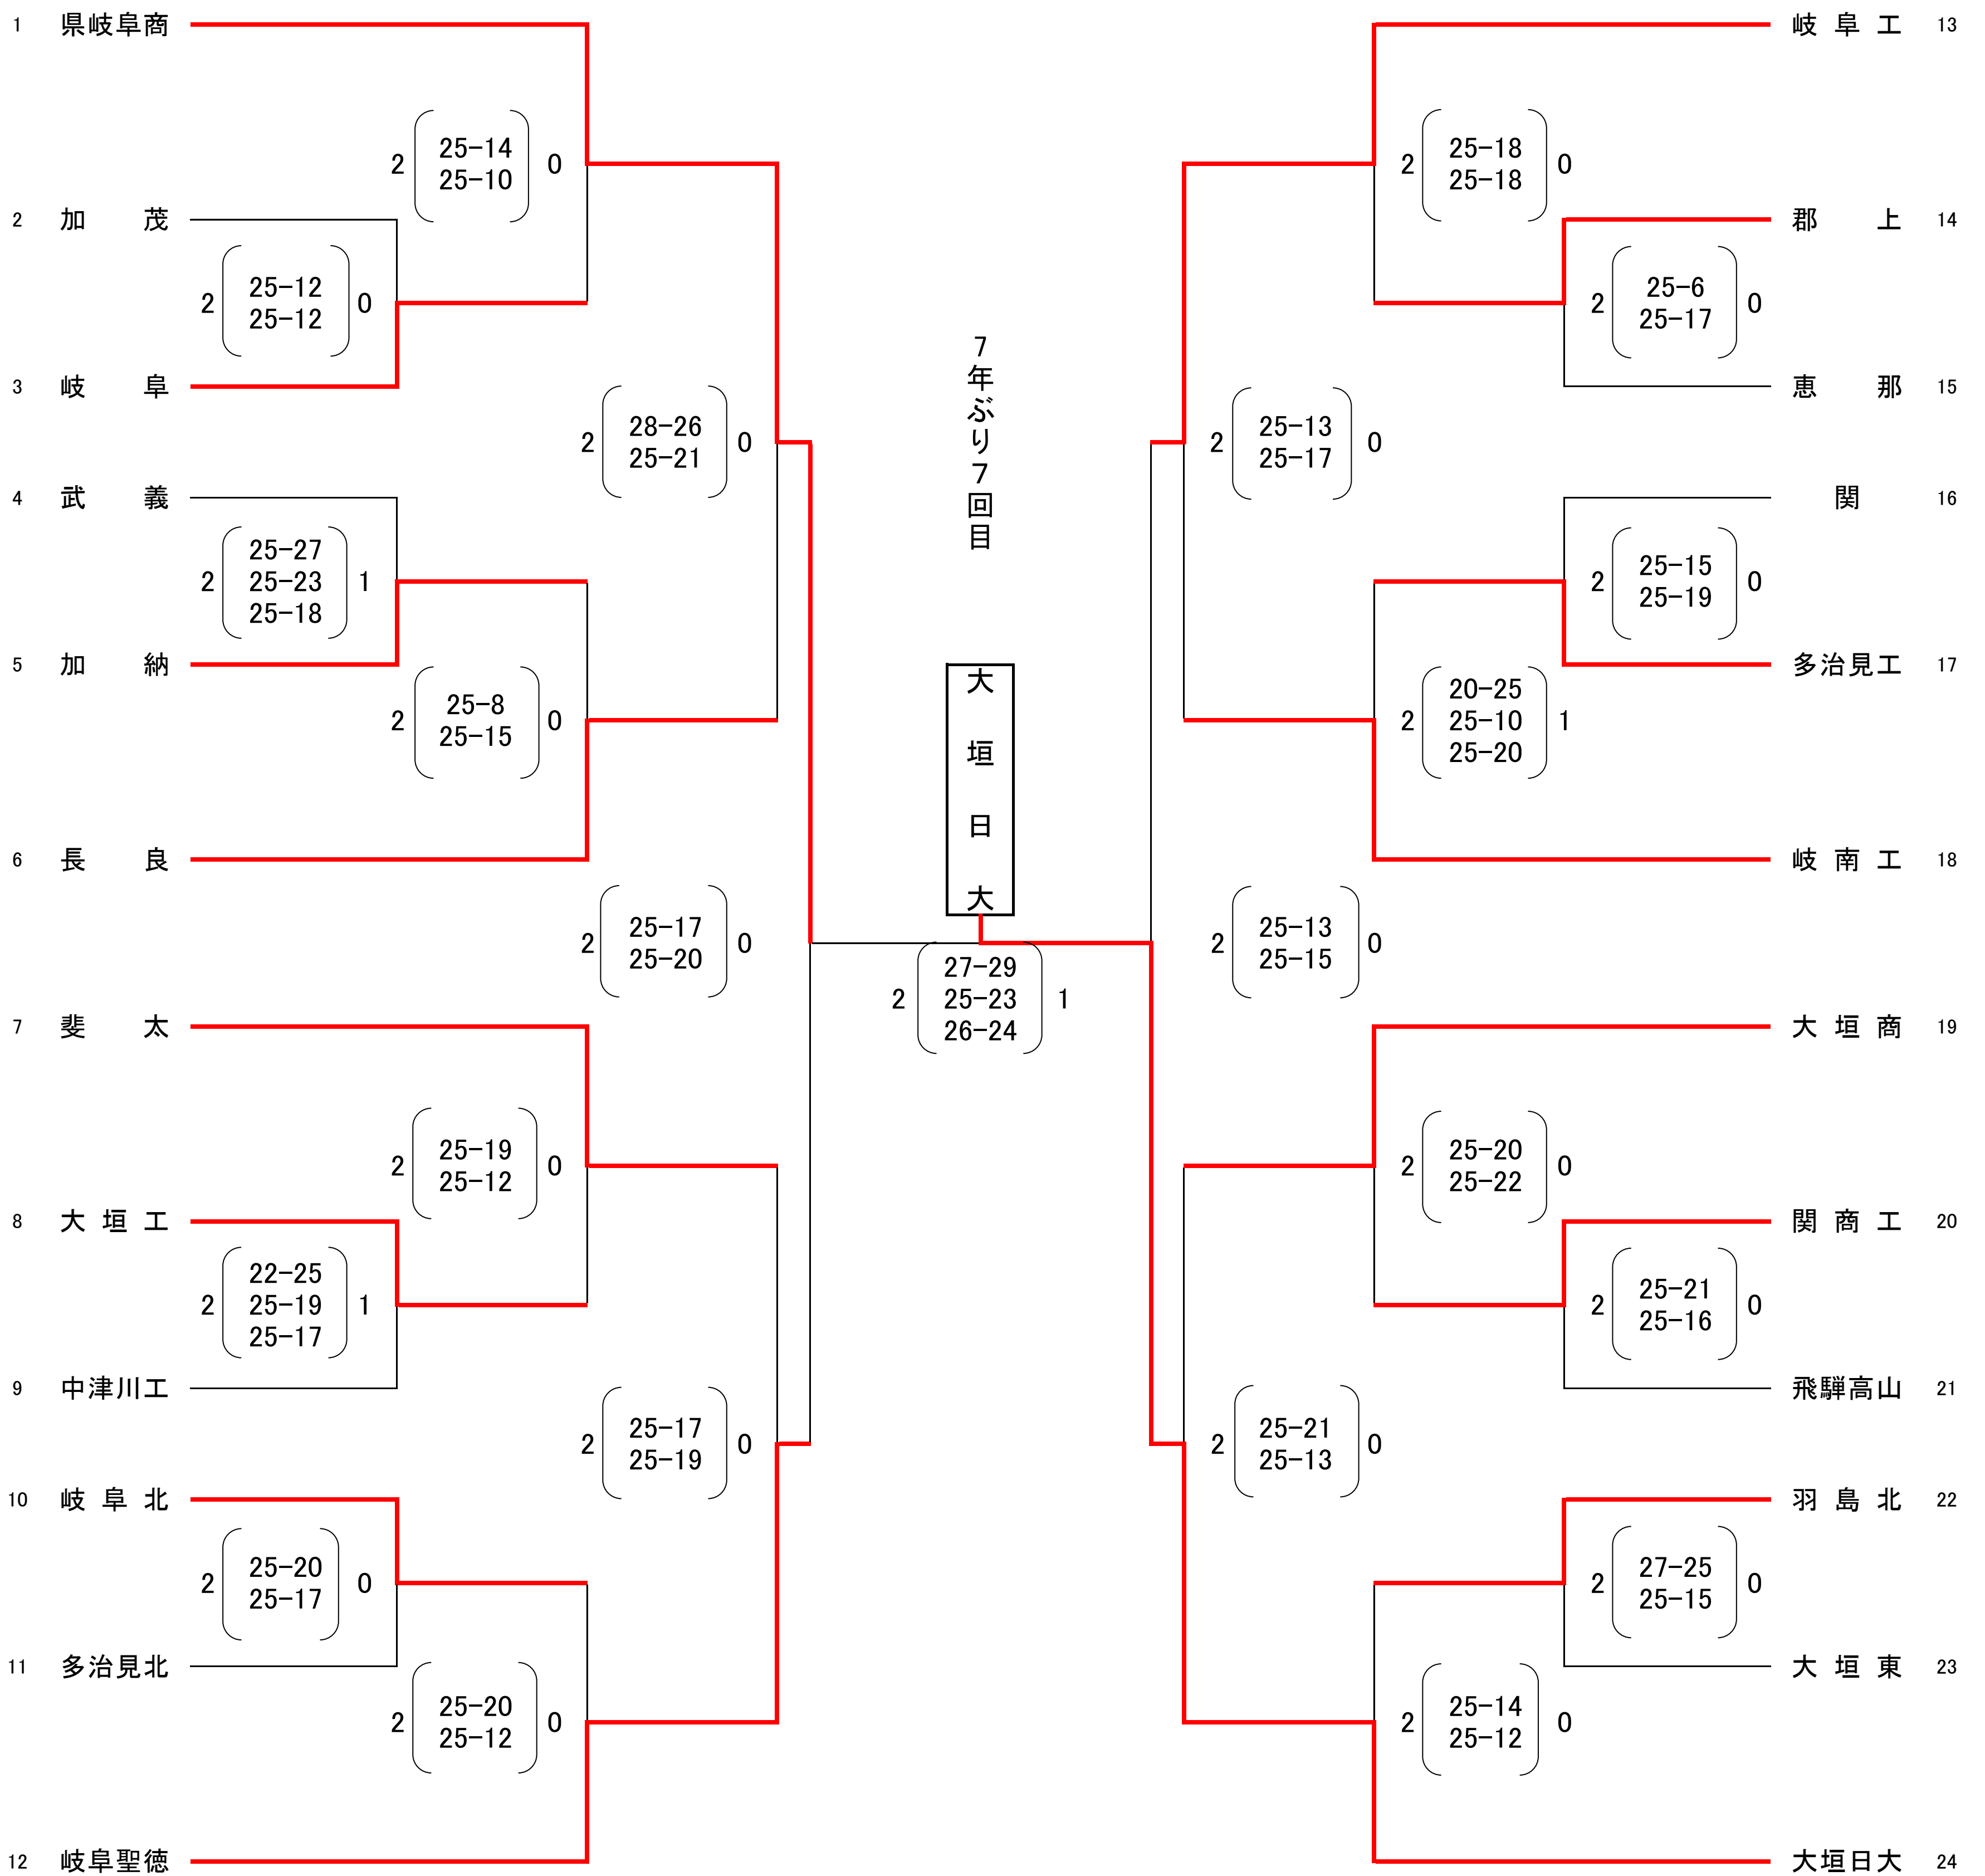 1 県岐阜商
2 25-14 25-10 0
2 加茂
2 25-12 25-12 0
3 岐阜
2 28-26 25-21 0
4 武義
2 25-27 25-23 25-18 1
5 加納
2 25-8 25-15 0
6 長良
2 25-17 25-20 0
7 斐太
2 25-19 25-12 0
8 大垣工
2 22-25 25-19 25-17 1
9 中津川工
2 25-17 25-19 0
10 岐阜北
2 25-20 25-17 0
11 多治見北
2 25-20 25-12 0
12 岐阜聖徳
7年ぶり7回目
大垣日大
2 27-29 25-23 26-24 1
岐阜工 13
2 25-18 25-18 0
郡上 14
2 25-6 25-17 0
恵那 15
2 25-13 25-17 0
関 16
2 25-15 25-19 0
多治見工 17
2 20-25 25-10 25-20 1
岐南工 18
2 25-13 25-15 0
大垣商 19
2 25-20 25-22 0
関商工 20
2 25-21 25-16 0
飛騨高山 21
2 25-21 25-13 0
羽島北 22
2 27-25 25-15 0
大垣東 23
2 25-14 25-12 0
大垣日大 24